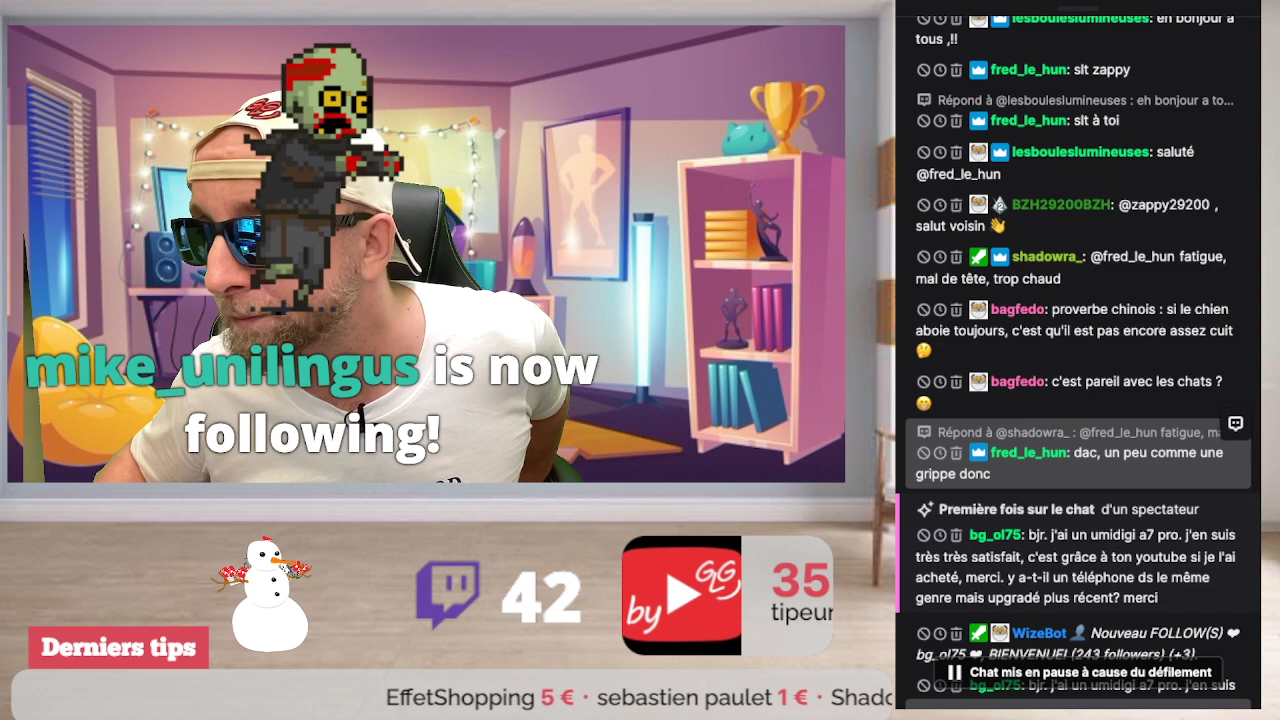 mike_unilingus is now
following!
42
by GG
35
tipeur
Derniers tips
EffetShopping 5 € · sebastien paulet 1 € · Shado
lesbouleslumineuses: eh bonjour a
tous ,!!
fred_le_hun: slt zappy
Répond à @lesbouleslumineuses : eh bonjour a to...
fred_le_hun: slt à toi
lesbouleslumineuses: saluté
@fred_le_hun
BZH29200BZH: @zappy29200 ,
salut voisin 👋
shadowra_: @fred_le_hun fatigue,
mal de tête, trop chaud
bagfedo: proverbe chinois : si le chien
aboie toujours, c'est qu'il est pas encore assez cuit
🤔
bagfedo: c'est pareil avec les chats ?
😁
Répond à @shadowra_ : @fred_le_hun fatigue, m
fred_le_hun: dac, un peu comme une
grippe donc
Première fois sur le chat d'un spectateur
bg_ol75: bjr. j'ai un umidigi a7 pro. j'en suis
très très satisfait, c'est grâce à ton youtube si je l'ai
acheté, merci. y a-t-il un téléphone ds le même
genre mais upgradé plus récent? merci
WizeBot 👤 Nouveau FOLLOW(S) ❤
bg_ol75 ❤, BIENVENUE! (243 followers) (+3).
Chat mis en pause à cause du défilement
bg_ol75: bjr. j'ai un umidigi a7 pro. j'en suis